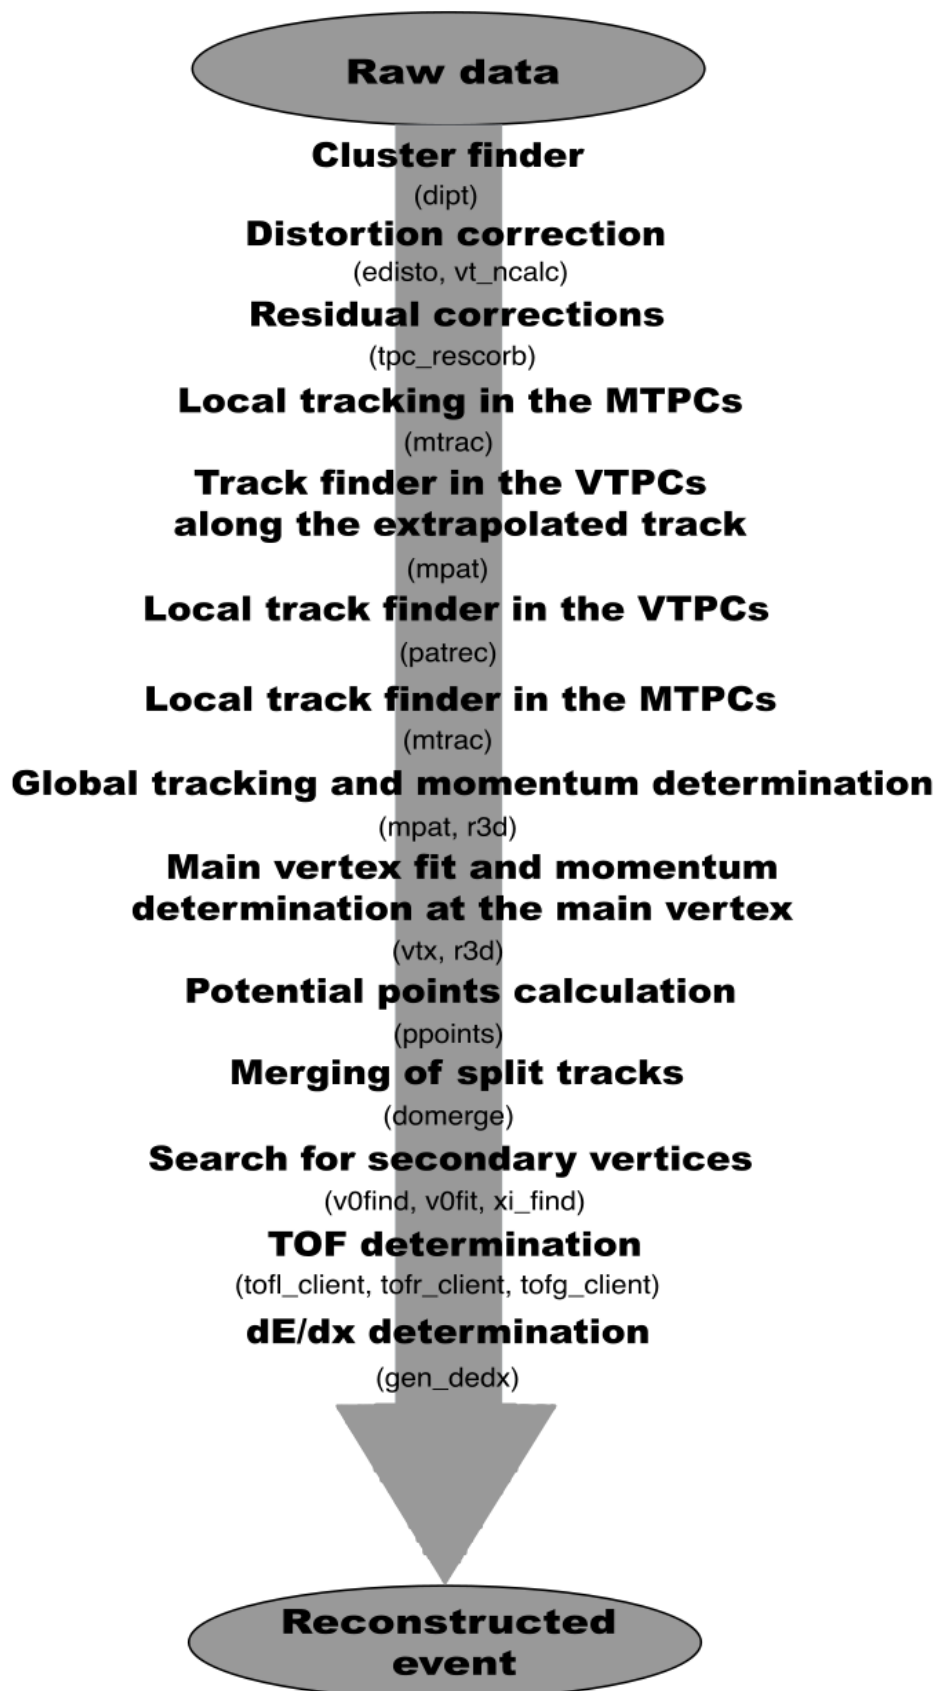 Raw data
Cluster finder
(dipt)
Distortion correction
(edisto, vt_ncalc)
Residual corrections
(tpc_rescorb)
Local tracking in the MTPCs
(mtrac)
Track finder in the VTPCs
along the extrapolated track
(mpat)
Local track finder in the VTPCs
(patrec)
Local track finder in the MTPCs
(mtrac)
Global tracking and momentum determination
(mpat, r3d)
Main vertex fit and momentum
determination at the main vertex
(vtx, r3d)
Potential points calculation
(ppoints)
Merging of split tracks
(domerge)
Search for secondary vertices
(v0find, v0fit, xi_find)
TOF determination
(tofl_client, tofr_client, tofg_client)
dE/dx determination
(gen_dedx)
Reconstructed
event